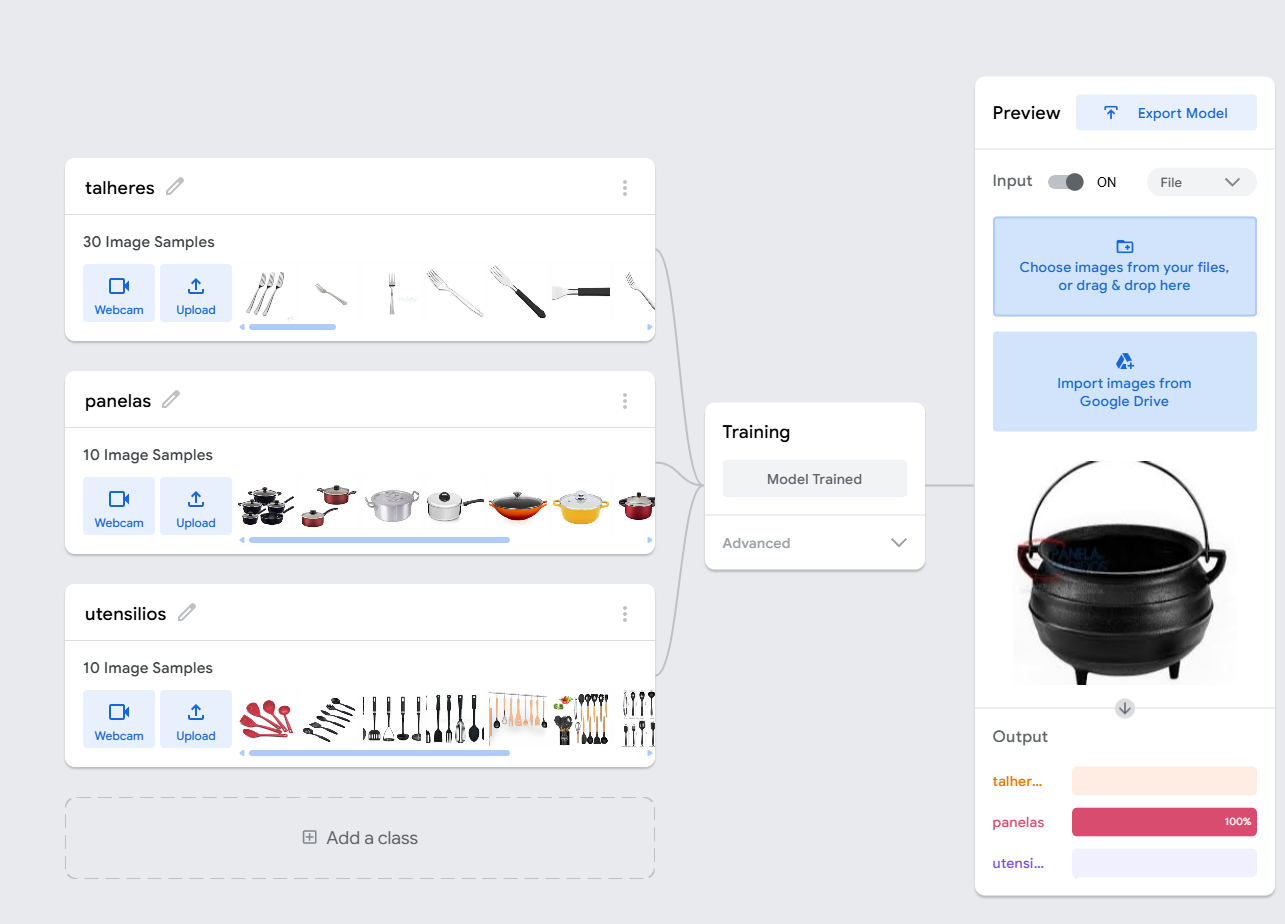 talheres
30 Image Samples
Webcam
Upload
panelas
10 Image Samples
Webcam
Upload
utensilios
10 Image Samples
Webcam
Upload
Add a class
Training
Model Trained
Advanced
Preview
Export Model
Input
ON
File
Choose images from your files,
or drag & drop here
Import images from
Google Drive
PANELA
Output
talher...
panelas
100%
utensi...